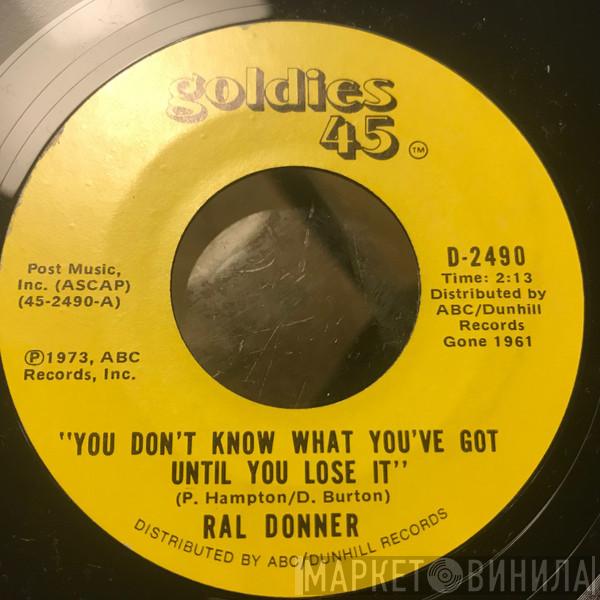 goldies
45 TM
Post Music,
Inc. (ASCAP)
(45-2490-A)
Ⓟ1973, ABC
Records, Inc.
D-2490
Time: 2:13
Distributed by
ABC/Dunhill
Records
Gone 1961
"YOU DON'T KNOW WHAT YOU'VE GOT
UNTIL YOU LOSE IT"
(P. Hampton/D. Burton)
RAL DONNER
DISTRIBUTED BY ABC/DUNHILL RECORDS
МАРКЕТ ВИНИЛА